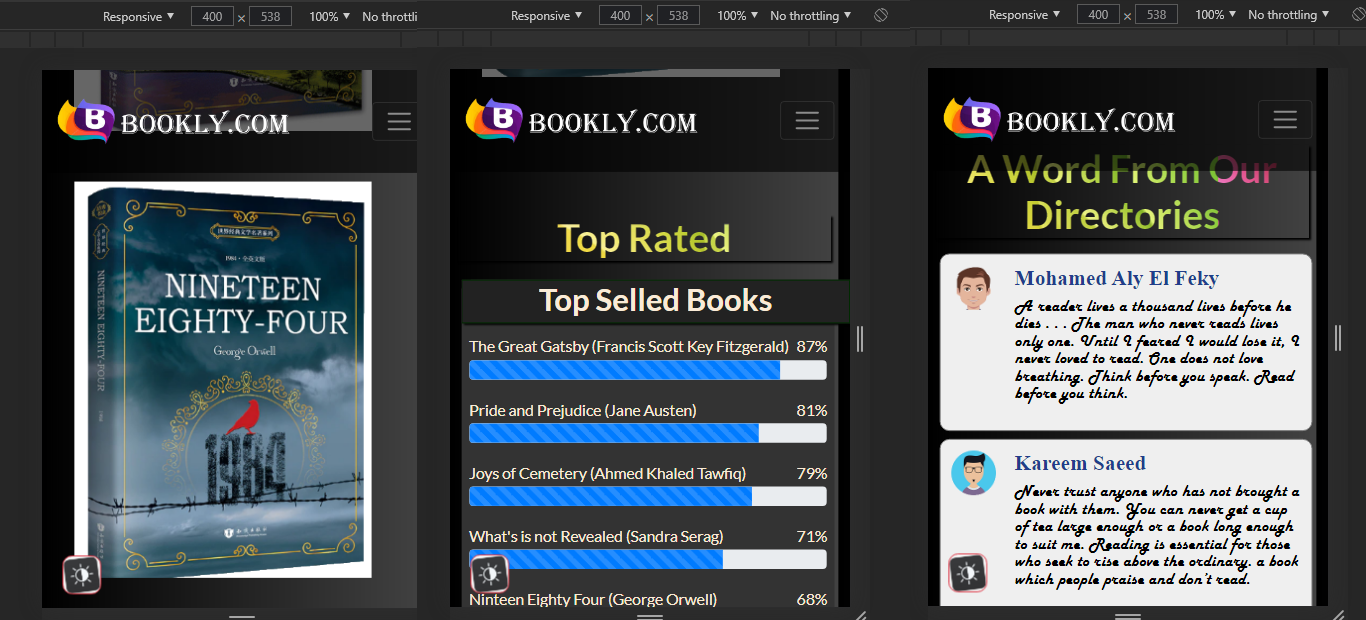 Responsive ▼ 400 × 538 100% ▼ No throttli
B BOOKLY.COM
1984 · 全英文版
NINETEEN
EIGHTY-FOUR
George Orwell
NINETEEN EIGHTY-FOUR
1984
Responsive ▼ 400 × 538 100% ▼ No throttling ▼
B BOOKLY.COM
Top Rated
Top Selled Books
The Great Gatsby (Francis Scott Key Fitzgerald) 87%
Pride and Prejudice (Jane Austen) 81%
Joys of Cemetery (Ahmed Khaled Tawfiq) 79%
What's is not Revealed (Sandra Serag) 71%
Ninteen Eighty Four (George Orwell) 68%
Responsive ▼ 400 × 538 100% ▼ No throttling ▼
B BOOKLY.COM
A Word From Our
Directories
Mohamed Aly El Feky
A reader lives a thousand lives before he
dies . . . The man who never reads lives
only one. Until I feared I would lose it, I
never loved to read. One does not love
breathing. Think before you speak. Read
before you think.
Kareem Saeed
Never trust anyone who has not brought a
book with them. You can never get a cup
of tea large enough or a book long enough
to suit me. Reading is essential for those
who seek to rise above the ordinary. a book
which people praise and don't read.